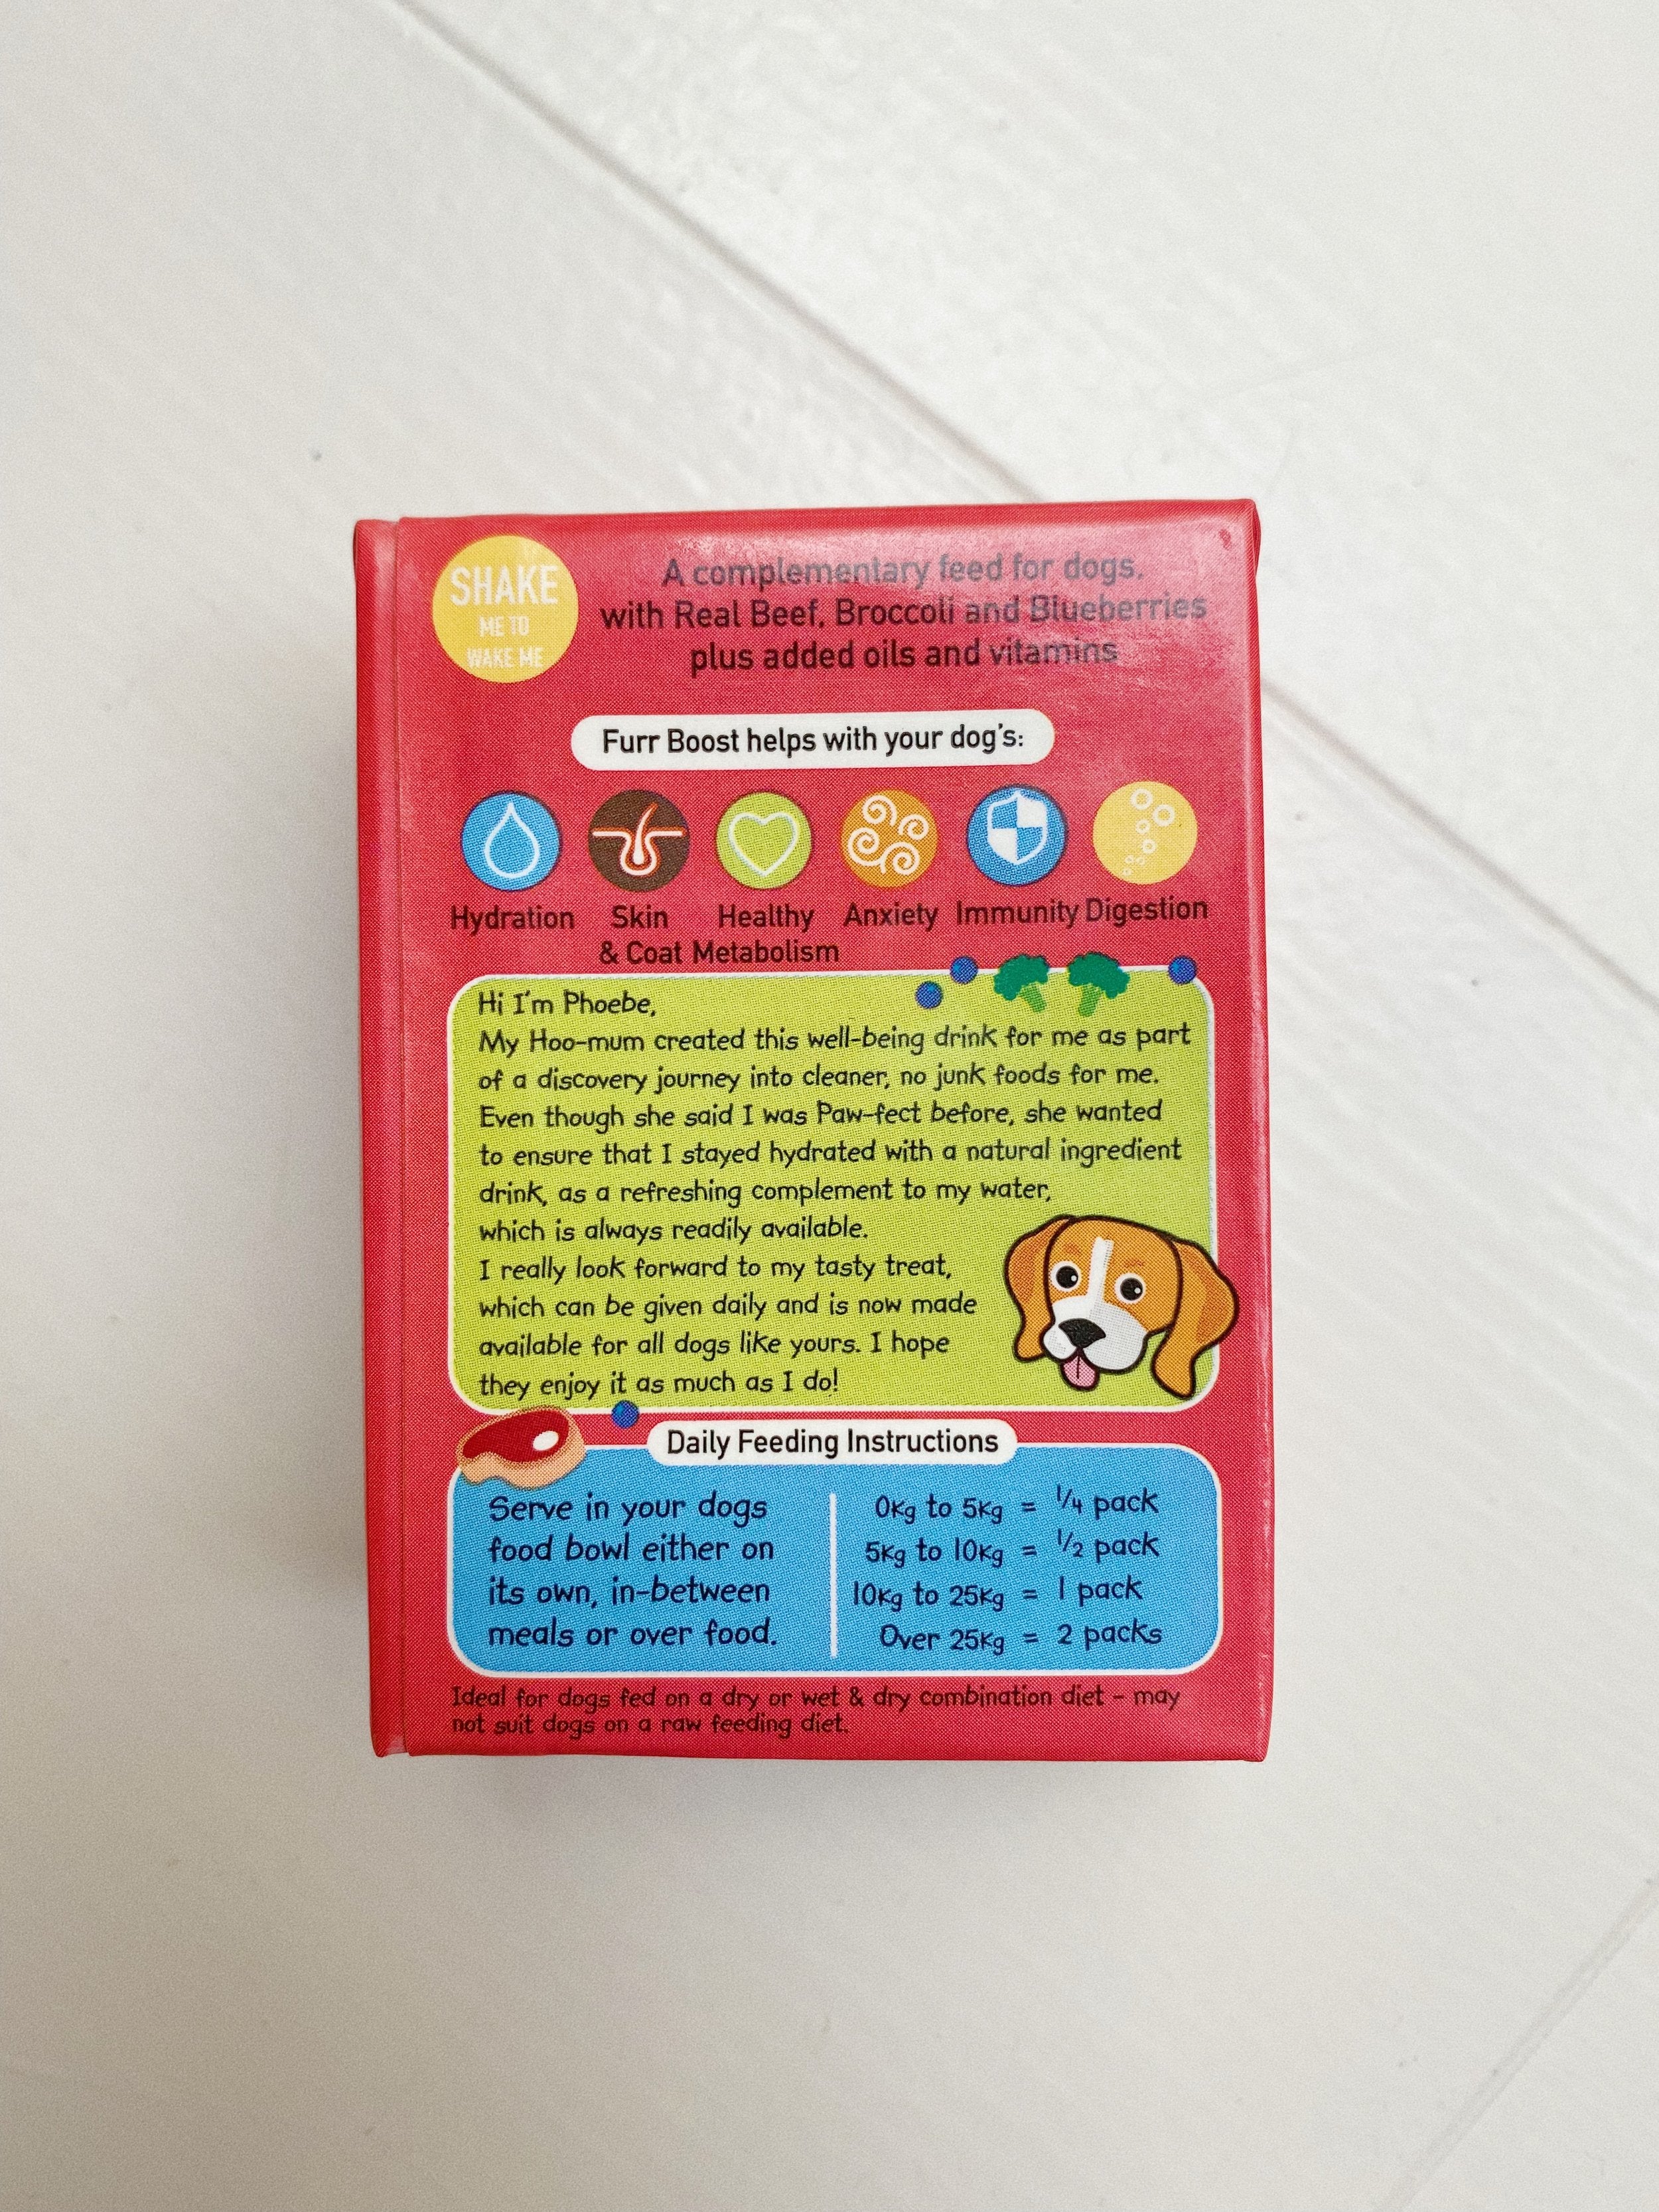 SHAKE
ME TO
WAKE ME
A complementary feed for dogs,
with Real Beef, Broccoli and Blueberries
plus added oils and vitamins
Furr Boost helps with your dog's:
Hydration
Skin
& Coat
Healthy
Metabolism
Anxiety
Immunity
Digestion
Hi I'm Phoebe,
My Hoo-mum created this well-being drink for me as part
of a discovery journey into cleaner, no junk foods for me.
Even though she said I was Paw-fect before, she wanted
to ensure that I stayed hydrated with a natural ingredient
drink, as a refreshing complement to my water,
which is always readily available.
I really look forward to my tasty treat,
which can be given daily and is now made
available for all dogs like yours. I hope
they enjoy it as much as I do!
Daily Feeding Instructions
Serve in your dogs
food bowl either on
its own, in-between
meals or over food.
0Kg to 5Kg = 1/4 pack
5Kg to 10Kg = 1/2 pack
10Kg to 25Kg = 1 pack
Over 25Kg = 2 packs
Ideal for dogs fed on a dry or wet & dry combination diet – may
not suit dogs on a raw feeding diet.